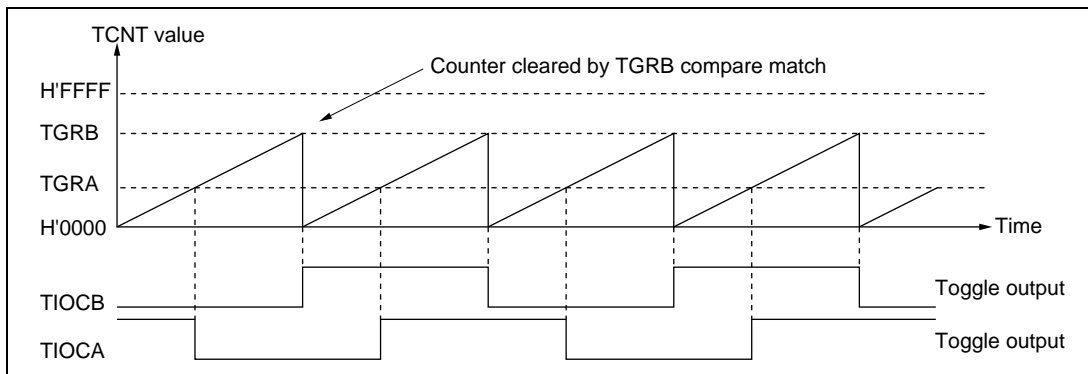 TCNT value
Counter cleared by TGRB compare match
H'FFFF
TGRB
TGRA
H'0000
Time
TIOCB
Toggle output
TIOCA
Toggle output